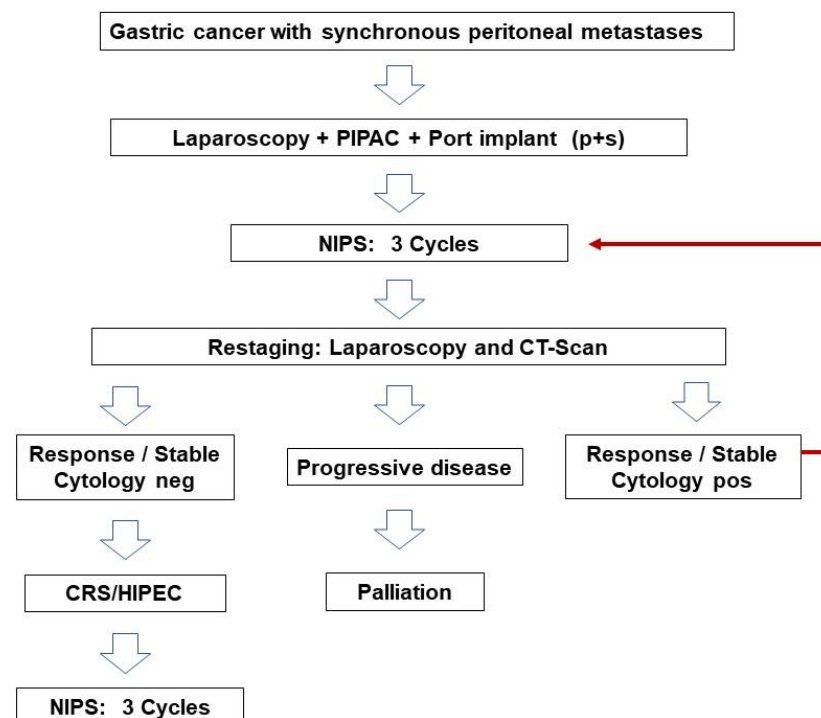 Gastric cancer with synchronous peritoneal metastases
Laparoscopy + PIPAC + Port implant (p+s)
NIPS: 3 Cycles
Restaging: Laparoscopy and CT-Scan
Response / Stable
Cytology neg
Progressive disease
Response / Stable
Cytology pos
CRS/HIPEC
Palliation
NIPS: 3 Cycles